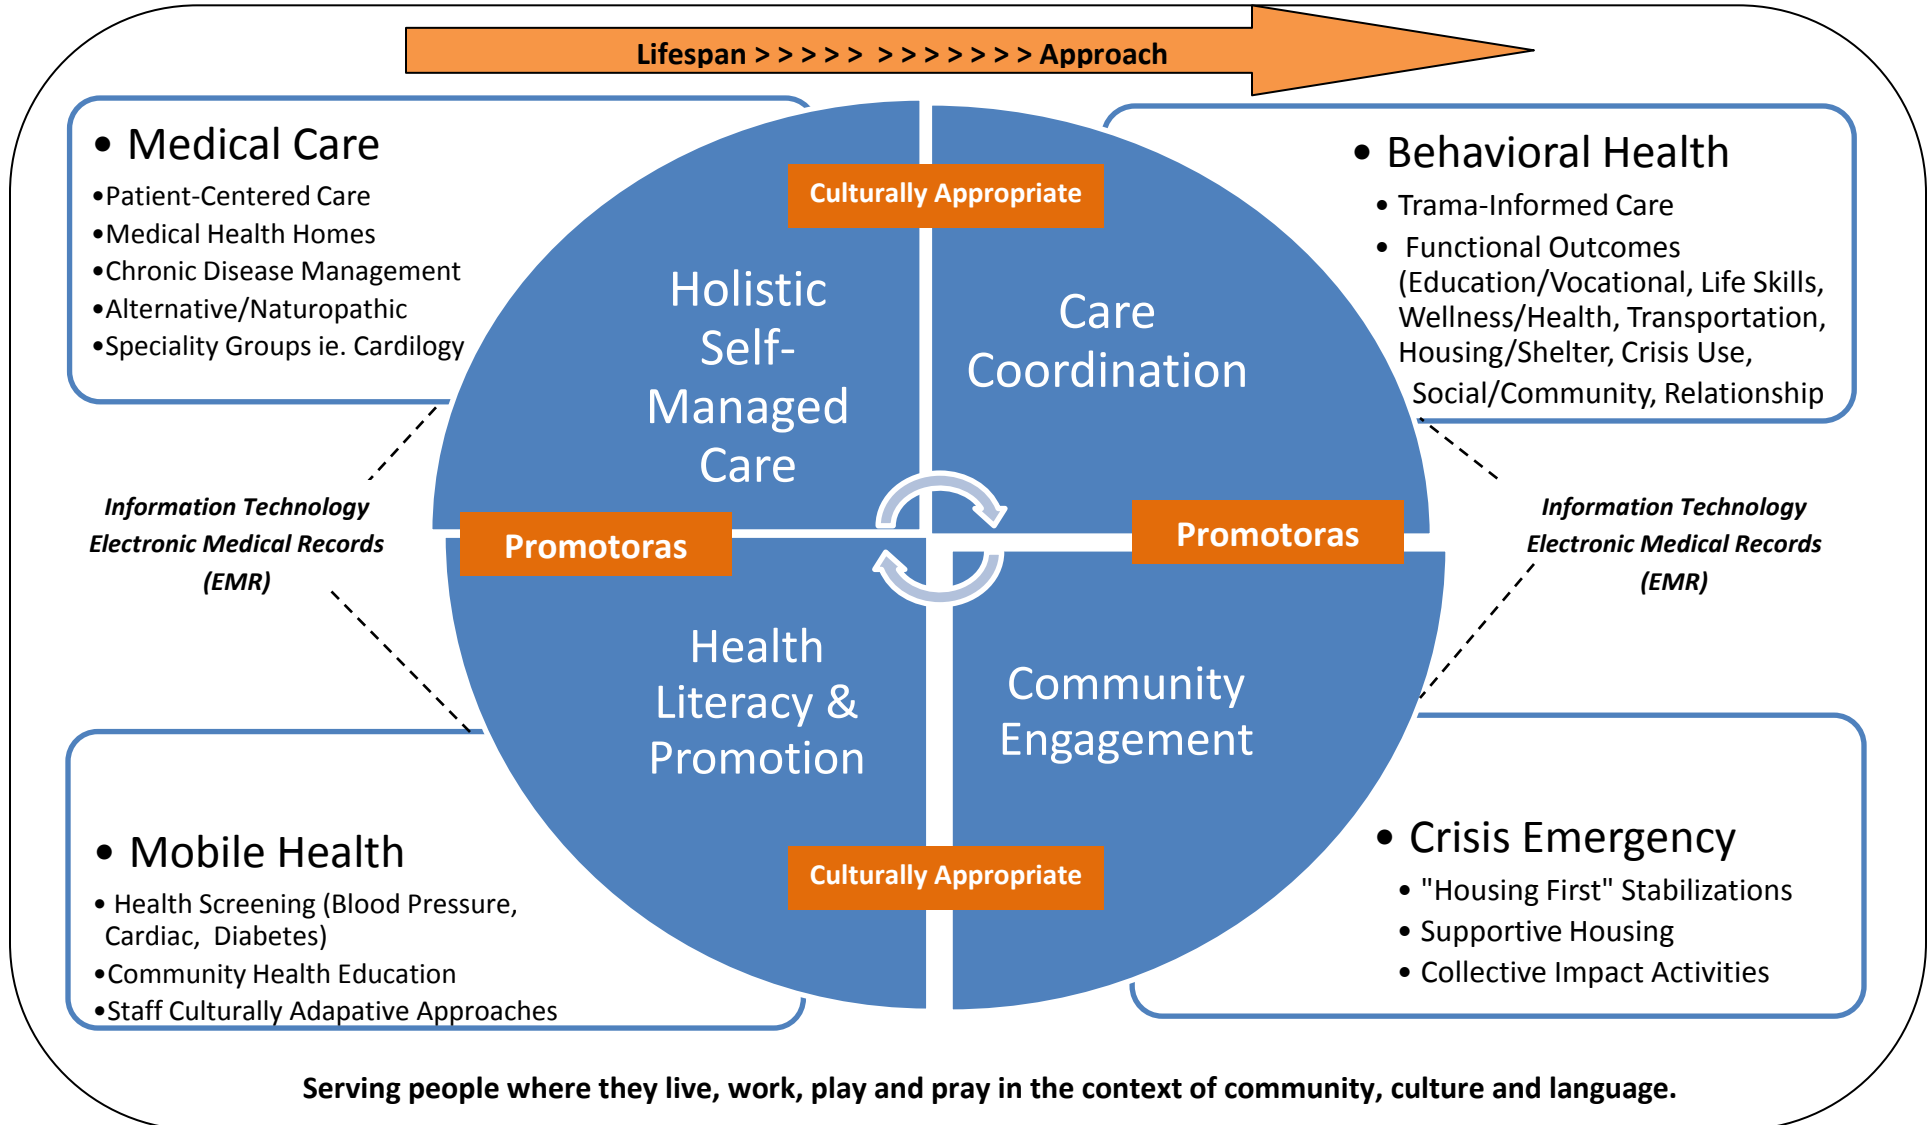 Lifespan > > > > >  > > > > > > > Approach
• Medical Care
•Patient-Centered Care
•Medical Health Homes
•Chronic Disease Management
•Alternative/Naturopathic
•Speciality Groups ie. Cardilogy
Culturally Appropriate
Holistic
Self-
Managed
Care
Care
Coordination
• Behavioral Health
• Trama-Informed Care
• Functional Outcomes
(Education/Vocational, Life Skills,
Wellness/Health, Transportation,
Housing/Shelter, Crisis Use,
Social/Community, Relationship
Information Technology
Electronic Medical Records
(EMR)
Promotoras
Promotoras
Information Technology
Electronic Medical Records
(EMR)
Health
Literacy &
Promotion
Community
Engagement
• Mobile Health
• Health Screening (Blood Pressure,
Cardiac,  Diabetes)
•Community Health Education
•Staff Culturally Adapative Approaches
Culturally Appropriate
• Crisis Emergency
• "Housing First" Stabilizations
• Supportive Housing
• Collective Impact Activities
Serving people where they live, work, play and pray in the context of community, culture and language.